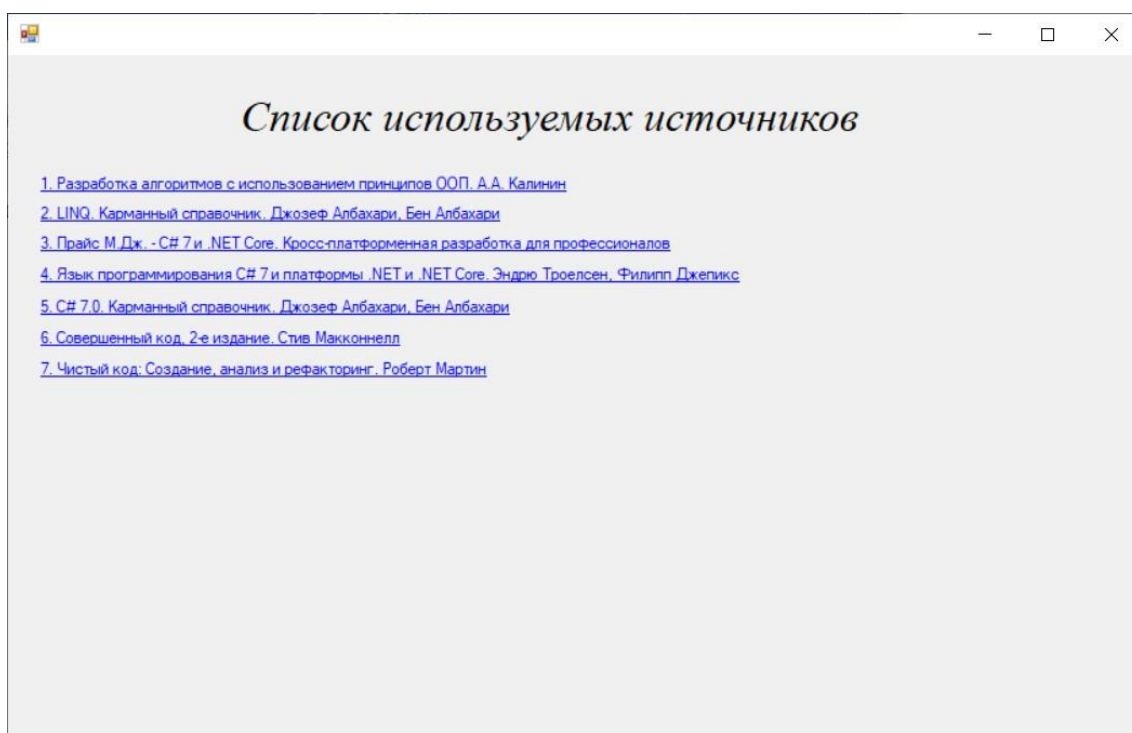 Список используемых источников
1. Разработка алгоритмов с использованием принципов ООП. А.А. Калинин
2. LINQ. Карманный справочник. Джозеф Албахари, Бен Албахари
3. Прайс М.Дж. - C# 7 и .NET Core. Кросс-платформенная разработка для профессионалов
4. Язык программирования C# 7 и платформы .NET и .NET Core. Эндрю Троелсен, Филипп Джепикс
5. C# 7.0. Карманный справочник. Джозеф Албахари, Бен Албахари
6. Совершенный код, 2-е издание. Стив Макконнелл
7. Чистый код: Создание, анализ и рефакторинг. Роберт Мартин